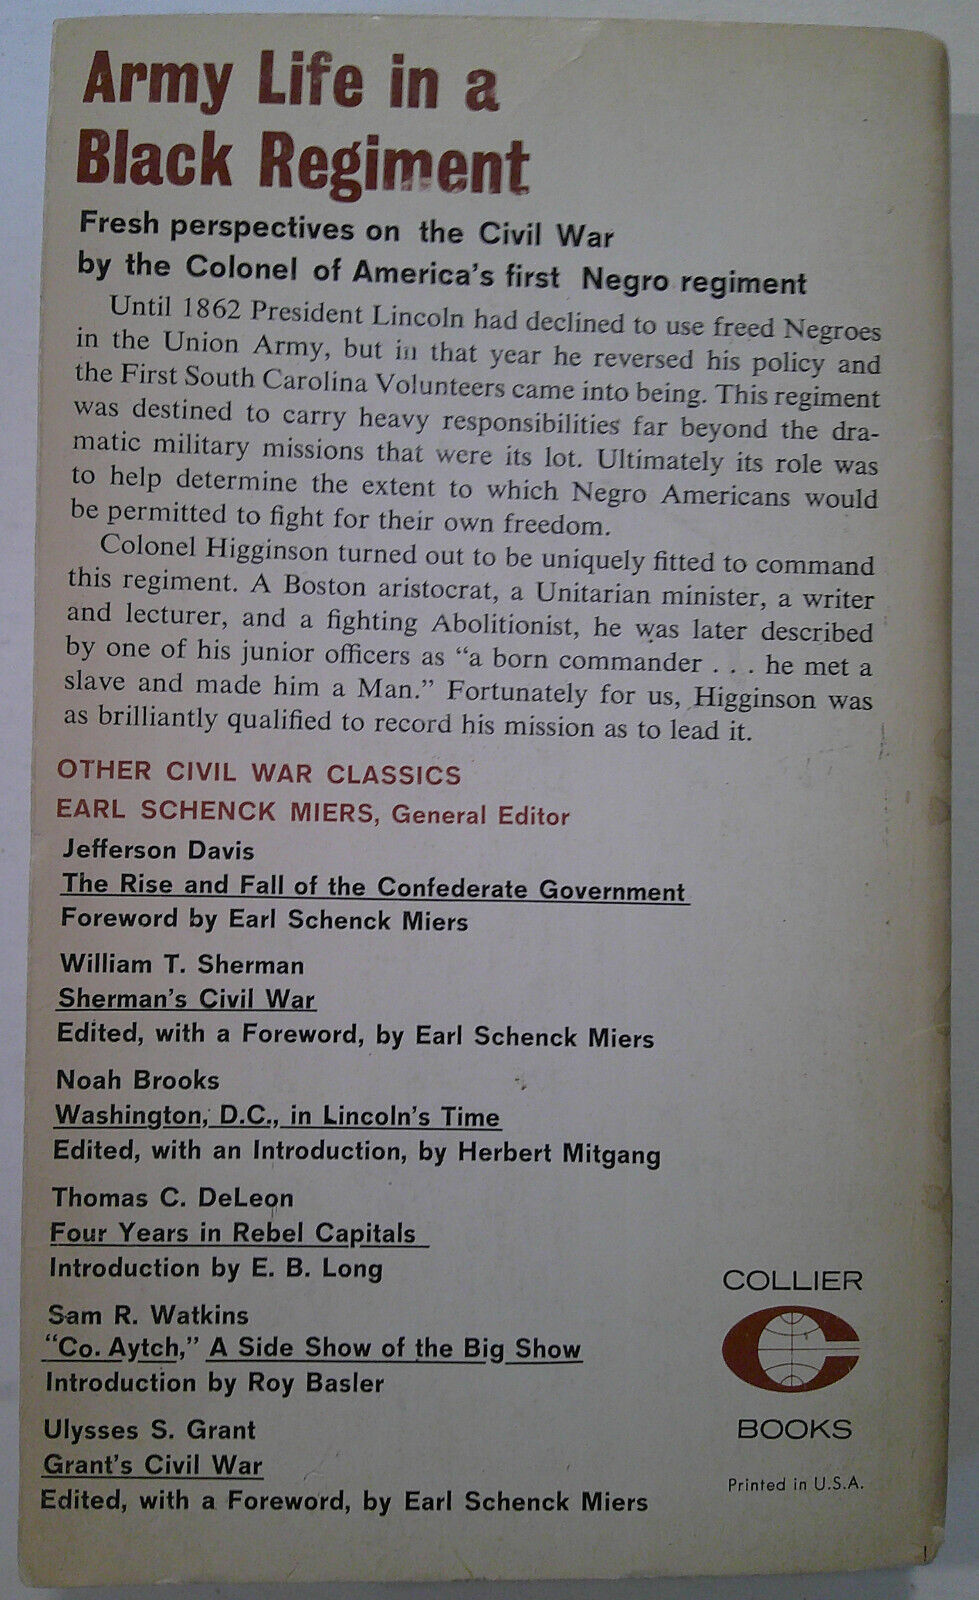 Army Life in a
Black Regiment
Fresh perspectives on the Civil War
by the Colonel of America's first Negro regiment
Until 1862 President Lincoln had declined to use freed Negroes
in the Union Army, but in that year he reversed his policy and
the First South Carolina Volunteers came into being. This regiment
was destined to carry heavy responsibilities far beyond the dra-
matic military missions that were its lot. Ultimately its role was
to help determine the extent to which Negro Americans would
be permitted to fight for their own freedom.
Colonel Higginson turned out to be uniquely fitted to command
this regiment. A Boston aristocrat, a Unitarian minister, a writer
and lecturer, and a fighting Abolitionist, he was later described
by one of his junior officers as “a born commander . . . he met a
slave and made him a Man.” Fortunately for us, Higginson was
as brilliantly qualified to record his mission as to lead it.
OTHER CIVIL WAR CLASSICS
EARL SCHENCK MIERS, General Editor
Jefferson Davis
The Rise and Fall of the Confederate Government
Foreword by Earl Schenck Miers
William T. Sherman
Sherman's Civil War
Edited, with a Foreword, by Earl Schenck Miers
Noah Brooks
Washington, D.C., in Lincoln's Time
Edited, with an Introduction, by Herbert Mitgang
Thomas C. DeLeon
Four Years in Rebel Capitals
Introduction by E. B. Long
Sam R. Watkins
“Co. Aytch,” A Side Show of the Big Show
Introduction by Roy Basler
Ulysses S. Grant
Grant's Civil War
Edited, with a Foreword, by Earl Schenck Miers
COLLIER
BOOKS
Printed in U.S.A.